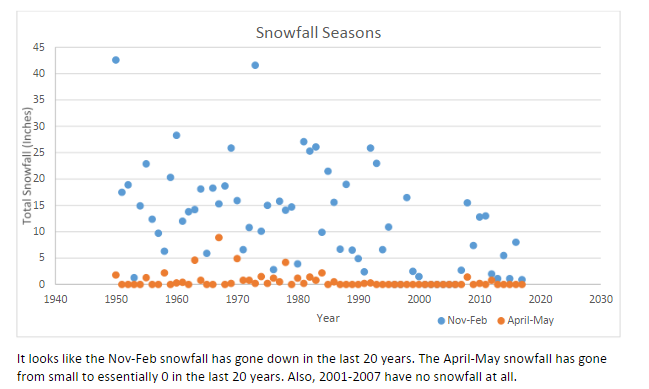 Snowfall Seasons
45
40
35
30
25
20
15
10
5
0
Total Snowfall (Inches)
1940 1950 1960 1970 1980 1990 2000 2010 2020 2030
Year
Nov-Feb April-May
It looks like the Nov-Feb snowfall has gone down in the last 20 years. The April-May snowfall has gone
from small to essentially 0 in the last 20 years. Also, 2001-2007 have no snowfall at all.